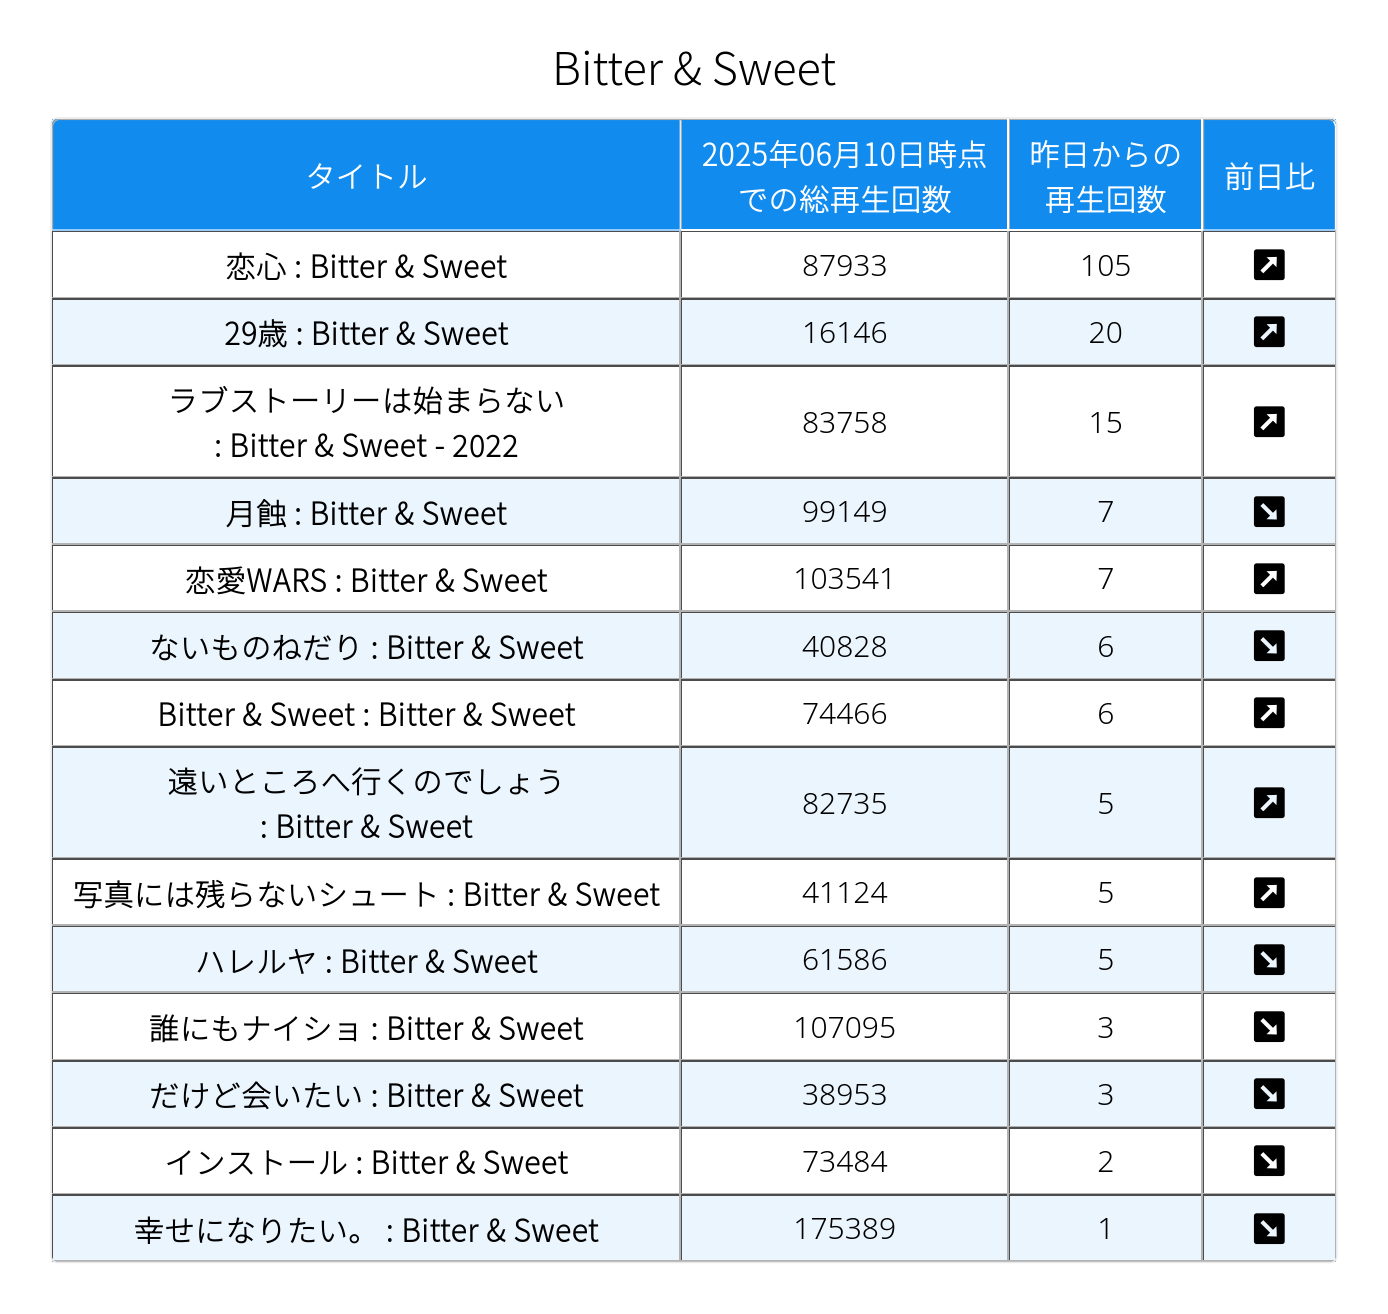 Bitter & Sweet
タイトル
2025年06月10日時点
での総再生回数
昨日からの
再生回数
前日比
恋心 : Bitter & Sweet 87933 105
29歳 : Bitter & Sweet 16146 20
ラブストーリーは始まらない
: Bitter & Sweet - 2022 83758 15
月蝕 : Bitter & Sweet 99149 7
恋愛WARS : Bitter & Sweet 103541 7
ないものねだり : Bitter & Sweet 40828 6
Bitter & Sweet : Bitter & Sweet 74466 6
遠いところへ行くのでしょう
: Bitter & Sweet 82735 5
写真には残らないシュート : Bitter & Sweet 41124 5
ハレルヤ : Bitter & Sweet 61586 5
誰にもナイショ : Bitter & Sweet 107095 3
だけど会いたい : Bitter & Sweet 38953 3
インストール : Bitter & Sweet 73484 2
幸せになりたい。 : Bitter & Sweet 175389 1